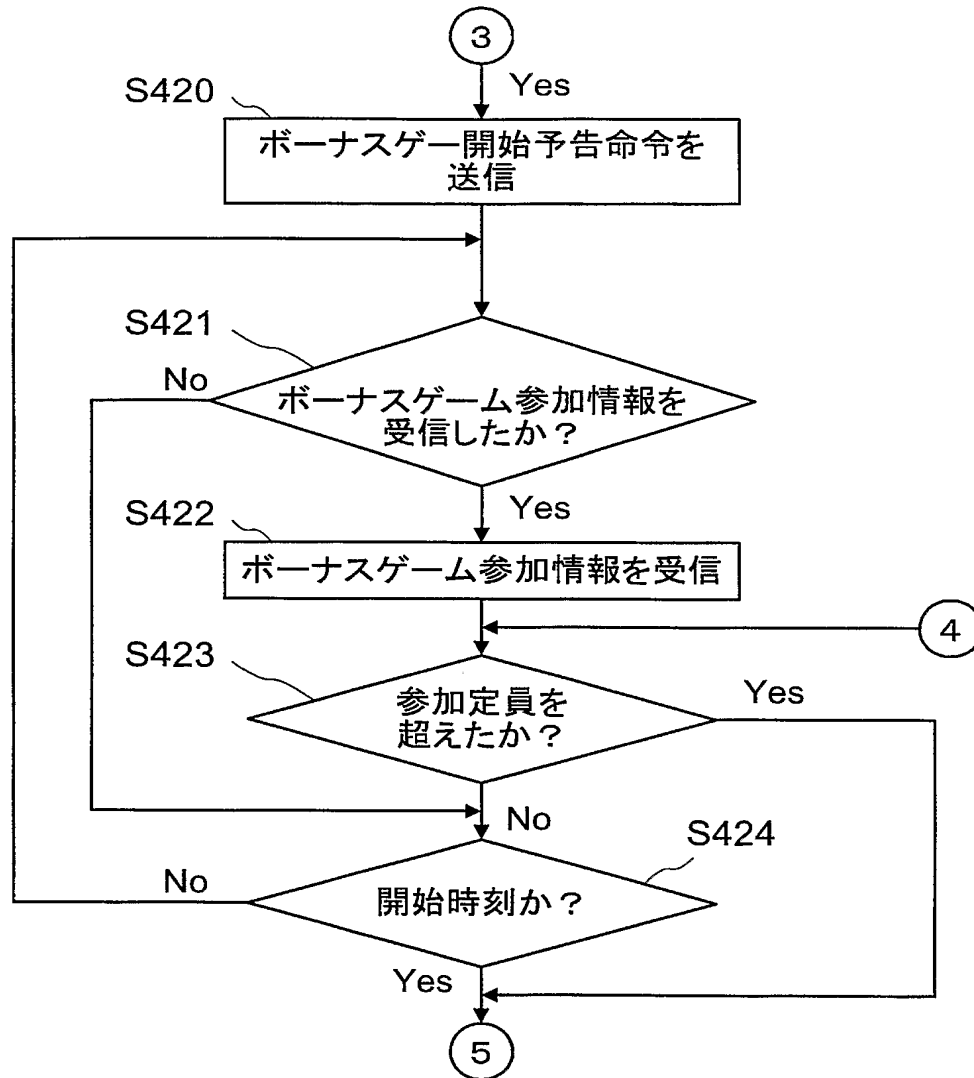 3
Yes
S420
ボーナスゲー開始予告命令を
送信
S421
No
ボーナスゲーム参加情報を
受信したか？
Yes
S422
ボーナスゲーム参加情報を受信
4
S423
参加定員を
超えたか？
Yes
No
S424
No
開始時刻か？
Yes
5